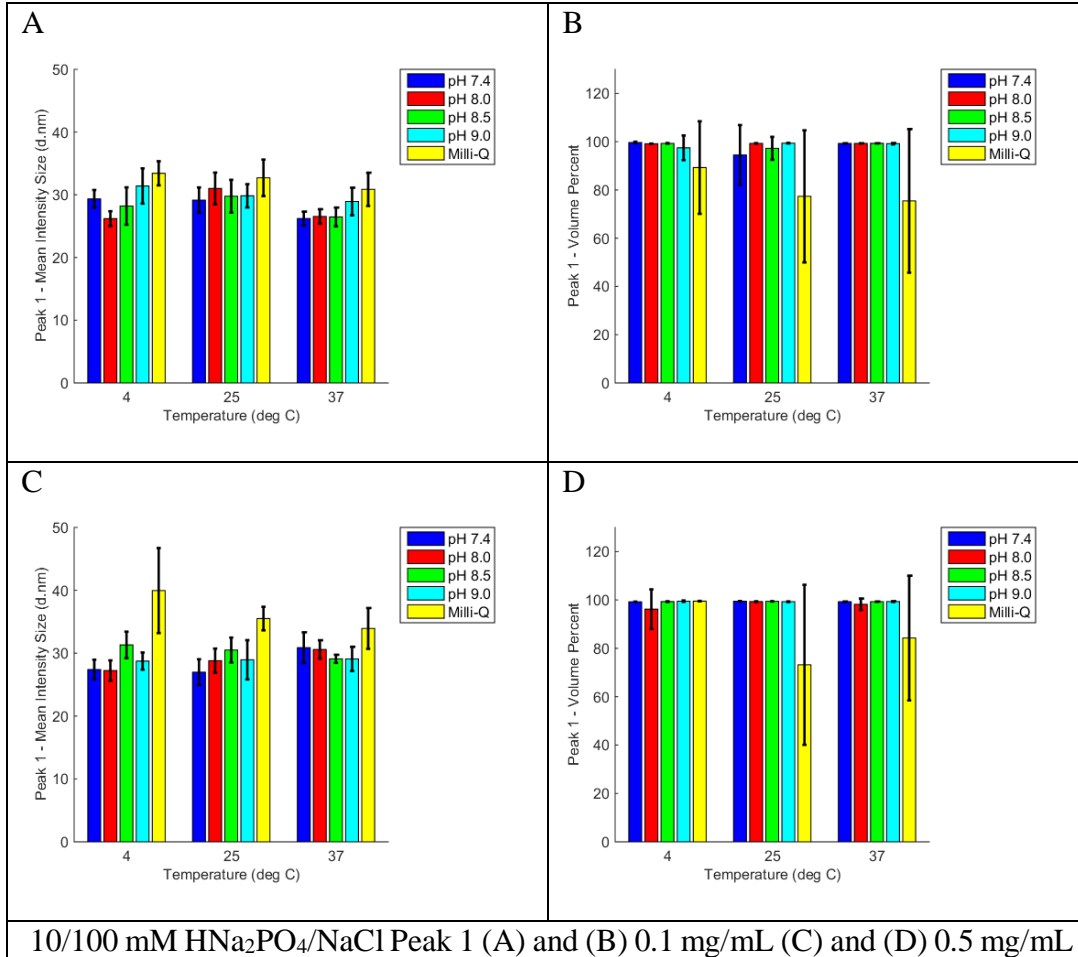 A
Peak 1 - Mean Intensity Size (d.nm)
50
40
30
20
10
0
4 25 37
Temperature (deg C)
pH 7.4
pH 8.0
pH 8.5
pH 9.0
Milli-Q
B
Peak 1 - Volume Percent
120
100
80
60
40
20
0
4 25 37
Temperature (deg C)
pH 7.4
pH 8.0
pH 8.5
pH 9.0
Milli-Q
C
Peak 1 - Mean Intensity Size (d.nm)
50
40
30
20
10
0
4 25 37
Temperature (deg C)
pH 7.4
pH 8.0
pH 8.5
pH 9.0
Milli-Q
D
Peak 1 - Volume Percent
120
100
80
60
40
20
0
4 25 37
Temperature (deg C)
pH 7.4
pH 8.0
pH 8.5
pH 9.0
Milli-Q
10/100 mM HNa₂PO₄/NaCl Peak 1 (A) and (B) 0.1 mg/mL (C) and (D) 0.5 mg/mL